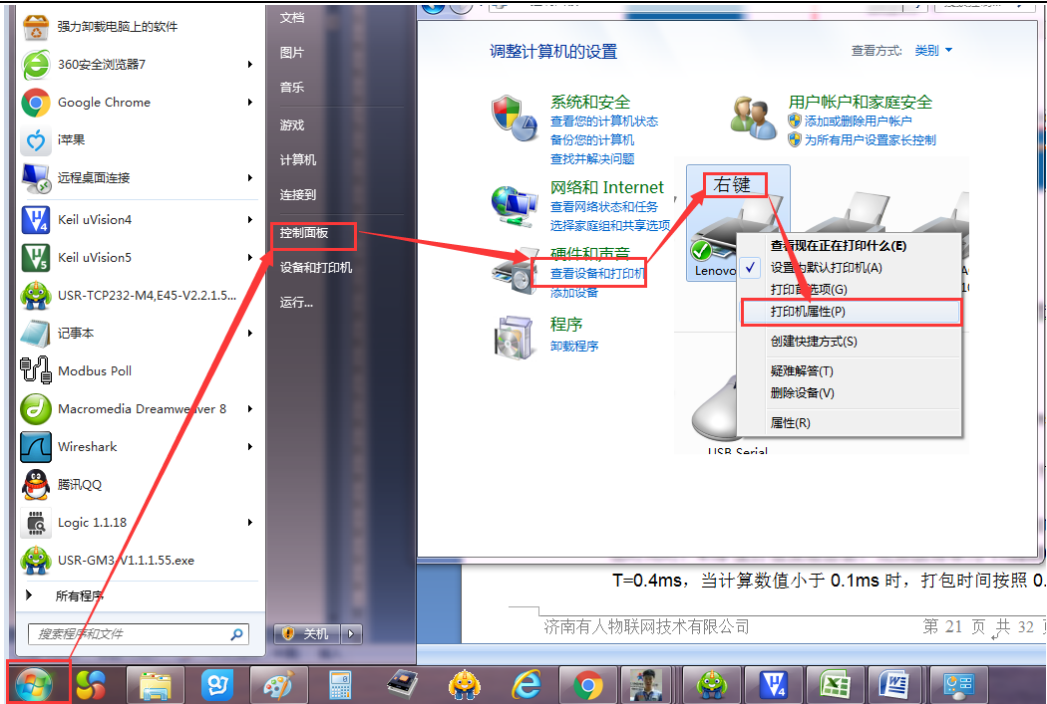 强力卸载电脑上的软件
360安全浏览器7
Google Chrome
i苹果
远程桌面连接
Keil uVision4
Keil uVision5
USR-TCP232-M4,E45-V2.2.1.5...
记事本
Modbus Poll
Macromedia Dreamweaver 8
Wireshark
腾讯QQ
Logic 1.1.18
USR-GM3-V1.1.1.55.exe
所有程序
搜索程序和文件
文档
图片
音乐
游戏
计算机
连接到
控制面板
设备和打印机
运行...
关机
调整计算机的设置
查看方式: 类别
系统和安全
查看您的计算机状态
备份您的计算机
查找并解决问题
网络和 Internet
查看网络状态和任务
选择家庭组和共享选项
硬件和声音
查看设备和打印机
添加设备
程序
卸载程序
用户帐户和家庭安全
添加或删除用户帐户
为所有用户设置家长控制
右键
Lenovo
查看现在正在打印什么(E)
设置为默认打印机(A)
打印首选项(G)
打印机属性(P)
创建快捷方式(S)
疑难解答(T)
删除设备(V)
属性(R)
USB Serial
T=0.4ms，当计算数值小于 0.1ms 时，打包时间按照 0.
济南有人物联网技术有限公司
第 21 页 共 32